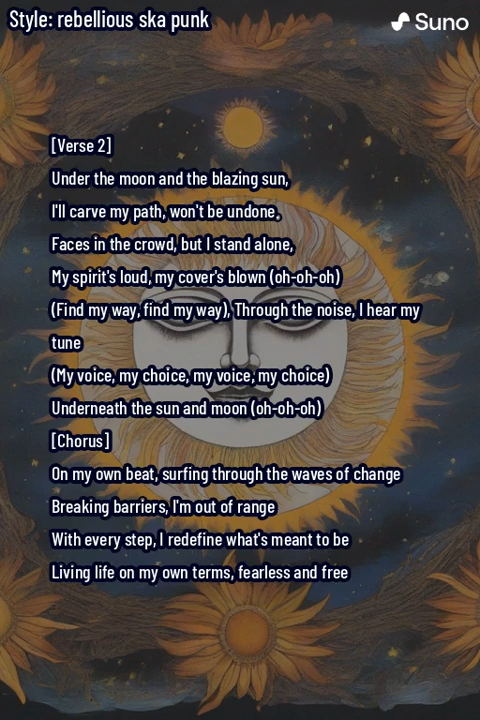 Style: rebellious ska punk
Suno
[Verse 2]
Under the moon and the blazing sun,
I'll carve my path, won't be undone.
Faces in the crowd, but I stand alone,
My spirit's loud, my cover's blown (oh-oh-oh)
(Find my way, find my way), Through the noise, I hear my
tune
(My voice, my choice, my voice, my choice)
Underneath the sun and moon (oh-oh-oh)
[Chorus]
On my own beat, surfing through the waves of change
Breaking barriers, I'm out of range
With every step, I redefine what's meant to be
Living life on my own terms, fearless and free